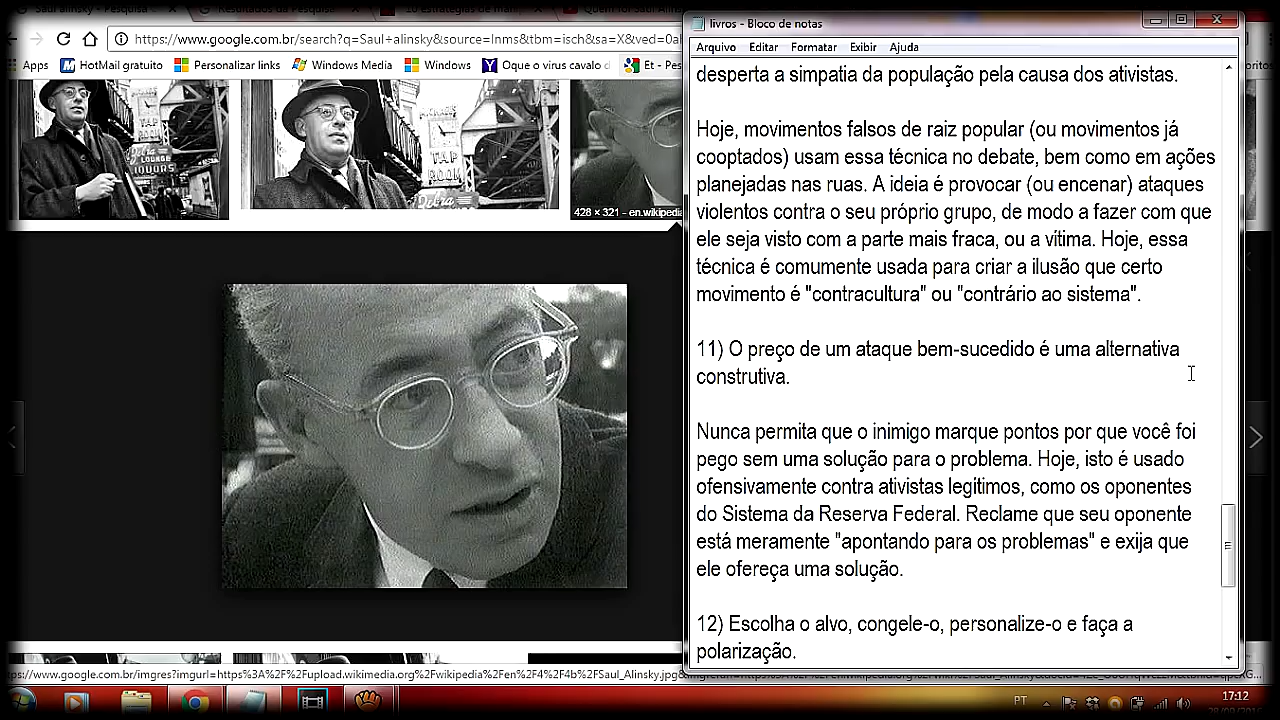 Saul alinsky - Pesquisa
https://www.google.com.br/search?q=Saul+alinsky&source=lnms&tbm=isch&sa=X&ved=0al
Apps HotMail gratuito Personalizar links Windows Media Windows Oque o virus cavalo d Et - Pes
TAP
ROOM
LOUNGE
LIQUORS
428 × 321 - en.wikipedia
livros - Bloco de notas
Arquivo Editar Formatar Exibir Ajuda
desperta a simpatia da população pela causa dos ativistas.
Hoje, movimentos falsos de raiz popular (ou movimentos já
cooptados) usam essa técnica no debate, bem como em ações
planejadas nas ruas. A ideia é provocar (ou encenar) ataques
violentos contra o seu próprio grupo, de modo a fazer com que
ele seja visto com a parte mais fraca, ou a vítima. Hoje, essa
técnica é comumente usada para criar a ilusão que certo
movimento é "contracultura" ou "contrário ao sistema".
11) O preço de um ataque bem-sucedido é uma alternativa
construtiva.
Nunca permita que o inimigo marque pontos por que você foi
pego sem uma solução para o problema. Hoje, isto é usado
ofensivamente contra ativistas legitimos, como os oponentes
do Sistema da Reserva Federal. Reclame que seu oponente
está meramente "apontando para os problemas" e exija que
ele ofereça uma solução.
12) Escolha o alvo, congele-o, personalize-o e faça a
polarização.
PT
17:12